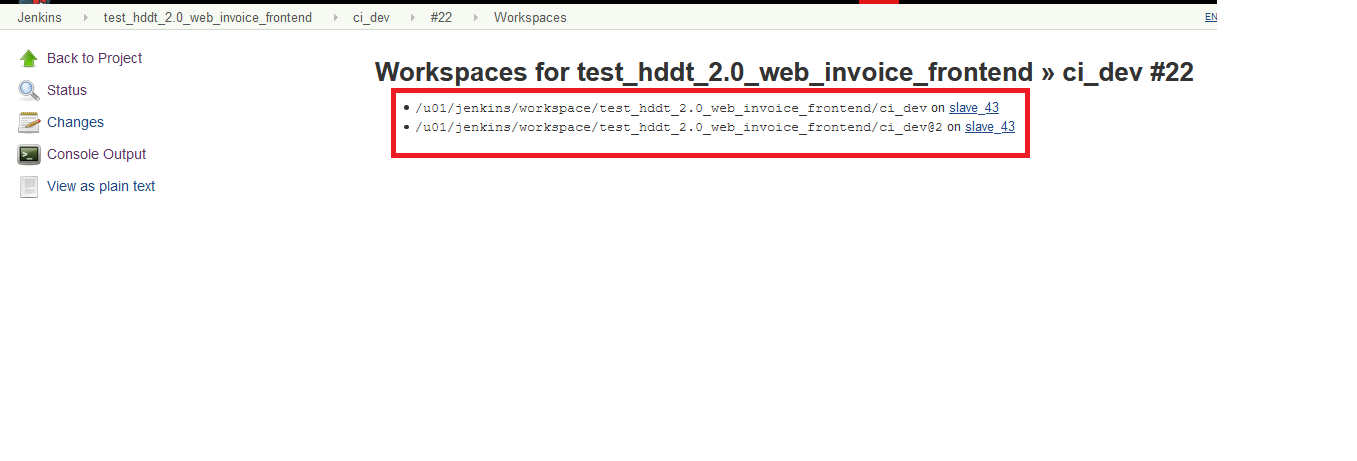 Jenkins test_hddt_2.0_web_invoice_frontend ci_dev #22 Workspaces EN
Back to Project
Status
Changes
Console Output
View as plain text
Workspaces for test_hddt_2.0_web_invoice_frontend » ci_dev #22
/u01/jenkins/workspace/test_hddt_2.0_web_invoice_frontend/ci_dev on slave_43
/u01/jenkins/workspace/test_hddt_2.0_web_invoice_frontend/ci_dev@2 on slave_43